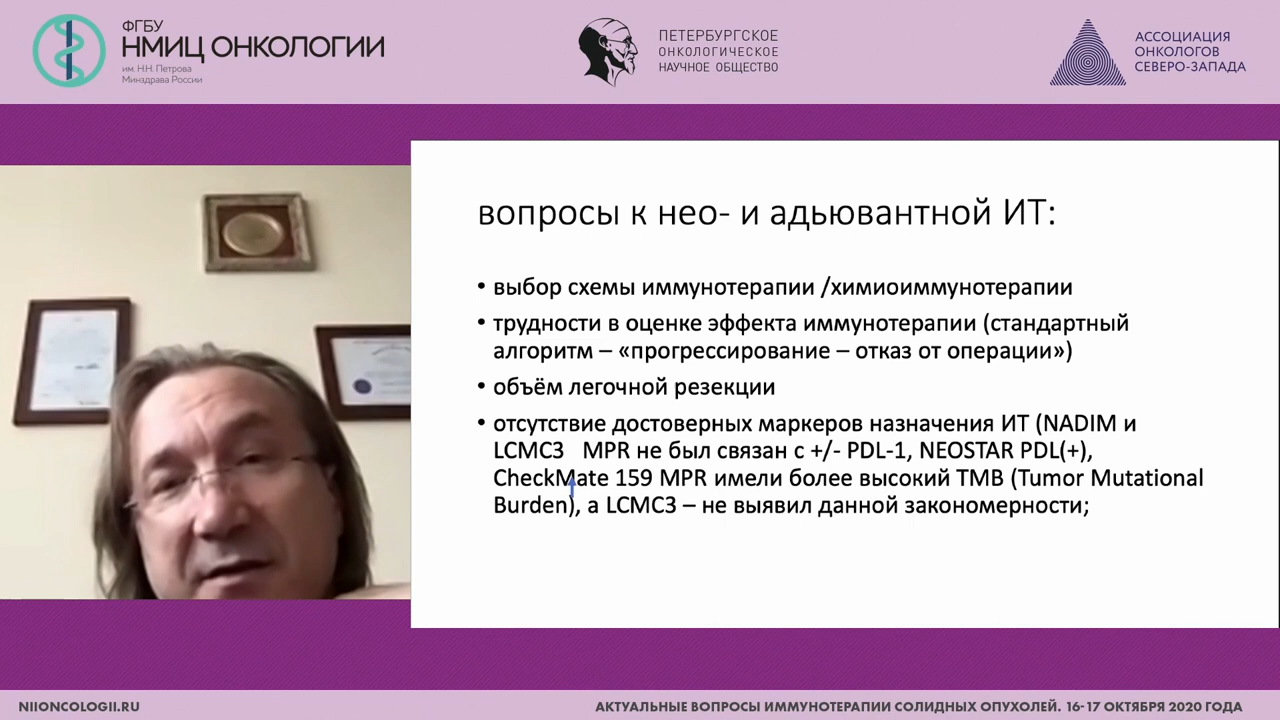 ФГБУ
НМИЦ ОНКОЛОГИИ
им. Н.Н. Петрова
Минздрава России
ПЕТЕРБУРГСКОЕ
ОНКОЛОГИЧЕСКОЕ
НАУЧНОЕ ОБЩЕСТВО
АССОЦИАЦИЯ
ОНКОЛОГОВ
СЕВЕРО-ЗАПАДА
вопросы к нео- и адьювантной ИТ:
• выбор схемы иммунотерапии /химиоиммунотерапии
• трудности в оценке эффекта иммунотерапии (стандартный
алгоритм – «прогрессирование – отказ от операции»)
• объём легочной резекции
• отсутствие достоверных маркеров назначения ИТ (NADIM и
LCMC3 MPR не был связан с +/- PDL-1, NEOSTAR PDL(+),
CheckMate 159 MPR имели более высокий TMB (Tumor Mutational
Burden), а LCMC3 – не выявил данной закономерности;
NIIONCOLOGII.RU
АКТУАЛЬНЫЕ ВОПРОСЫ ИММУНОТЕРАПИИ СОЛИДНЫХ ОПУХОЛЕЙ. 16-17 ОКТЯБРЯ 2020 ГОДА